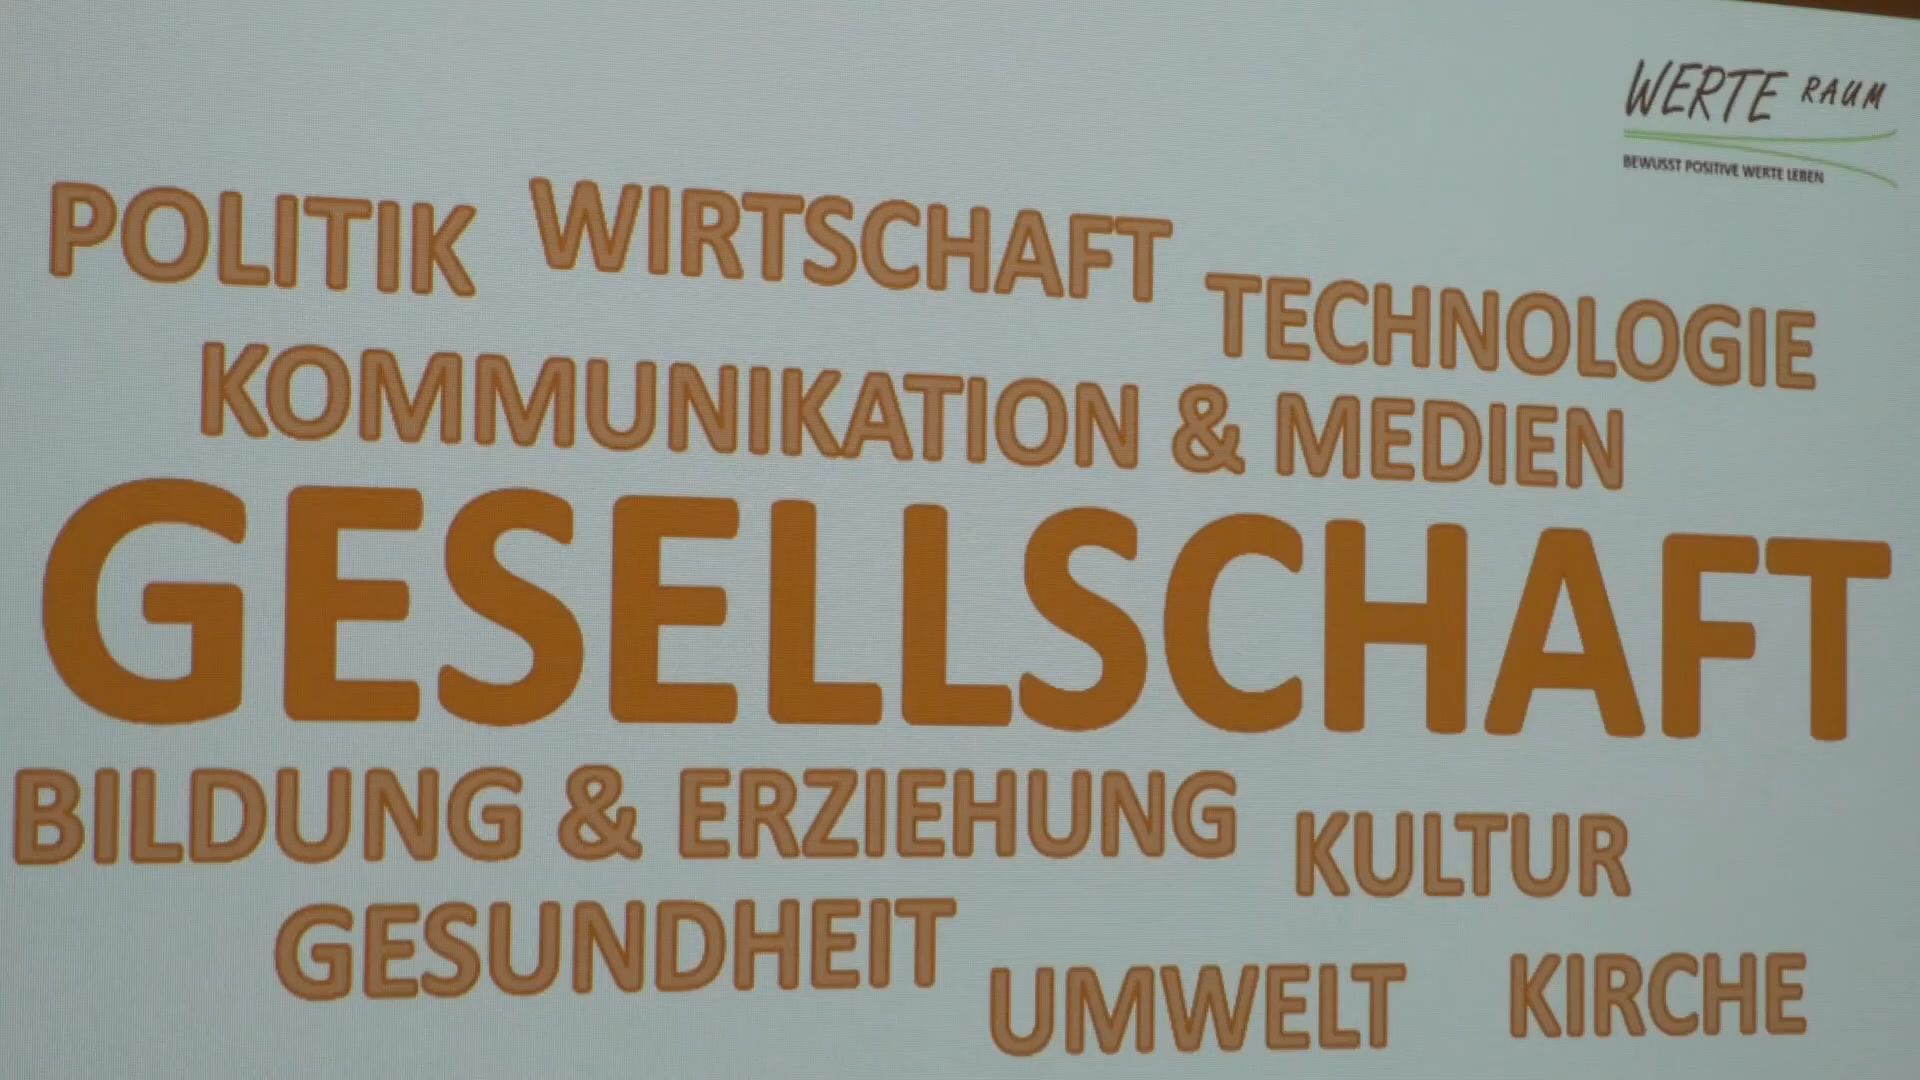 WERTE RAUM
BEWUSST POSITIVE WERTE LEBEN
POLITIK WIRTSCHAFT
TECHNOLOGIE
KOMMUNIKATION & MEDIEN
GESELLSCHAFT
BILDUNG & ERZIEHUNG
KULTUR
GESUNDHEIT
UMWELT KIRCHE